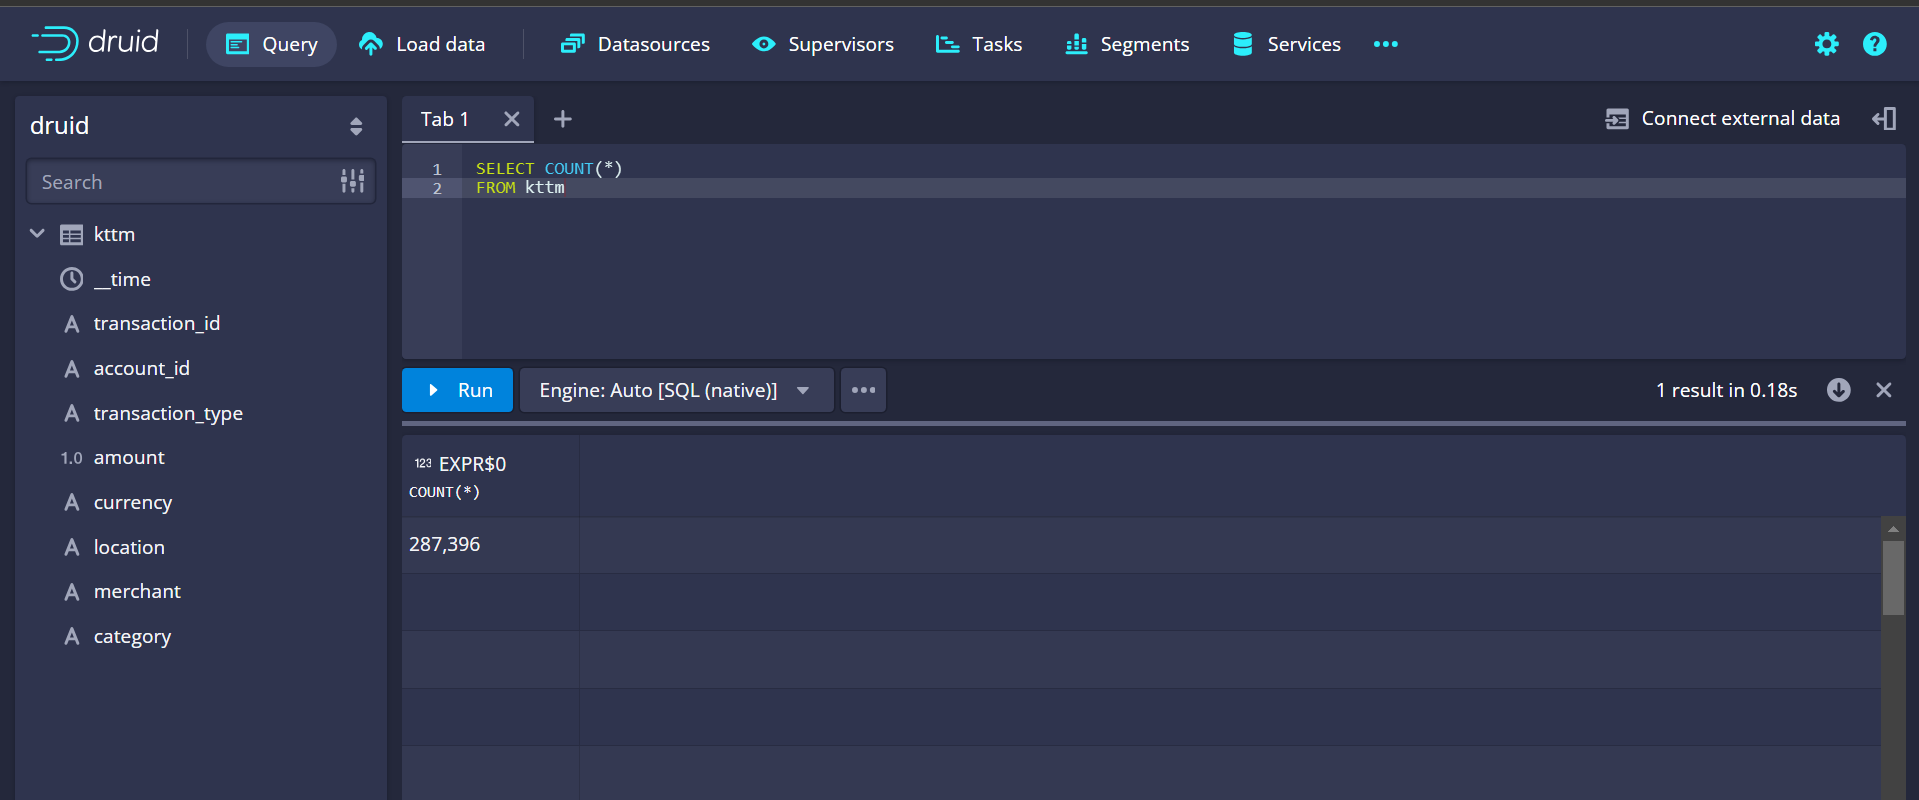 druid
Query
Load data
Datasources
Supervisors
Tasks
Segments
Services
druid
Search
kttm
__time
A transaction_id
A account_id
A transaction_type
1.0 amount
A currency
A location
A merchant
A category
Tab 1
Connect external data
1 SELECT COUNT(*)
2 FROM kttm
Run
Engine: Auto [SQL (native)]
1 result in 0.18s
123 EXPR$0
COUNT(*)
287,396